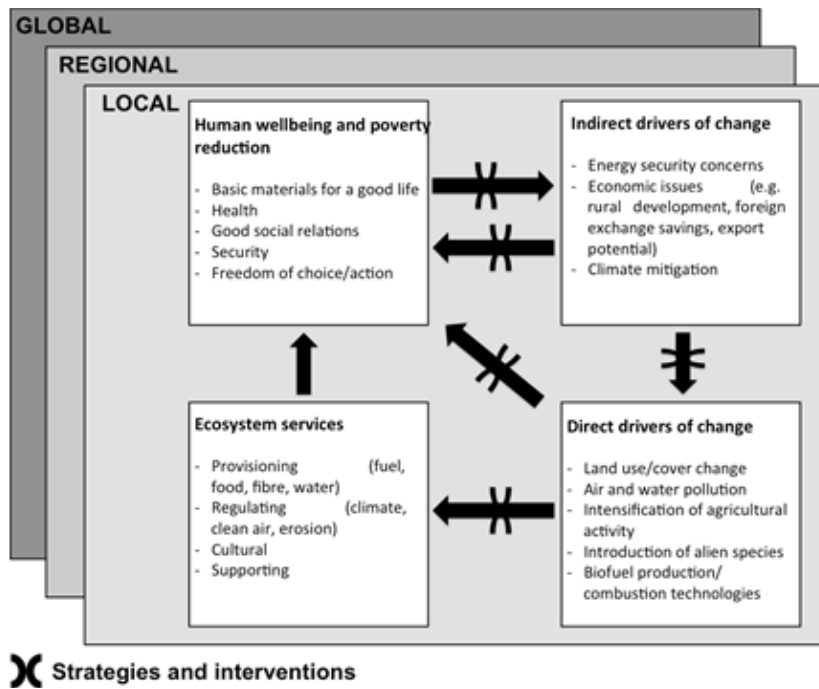 GLOBAL
REGIONAL
LOCAL
Human wellbeing and poverty
reduction
- Basic materials for a good life
- Health
- Good social relations
- Security
- Freedom of choice/action
Indirect drivers of change
- Energy security concerns
- Economic issues (e.g.
rural development, foreign
exchange savings, export
potential)
- Climate mitigation
Ecosystem services
- Provisioning (fuel,
food, fibre, water)
- Regulating (climate,
clean air, erosion)
- Cultural
- Supporting
Direct drivers of change
- Land use/cover change
- Air and water pollution
- Intensification of agricultural
activity
- Introduction of alien species
- Biofuel production/
combustion technologies
Strategies and interventions